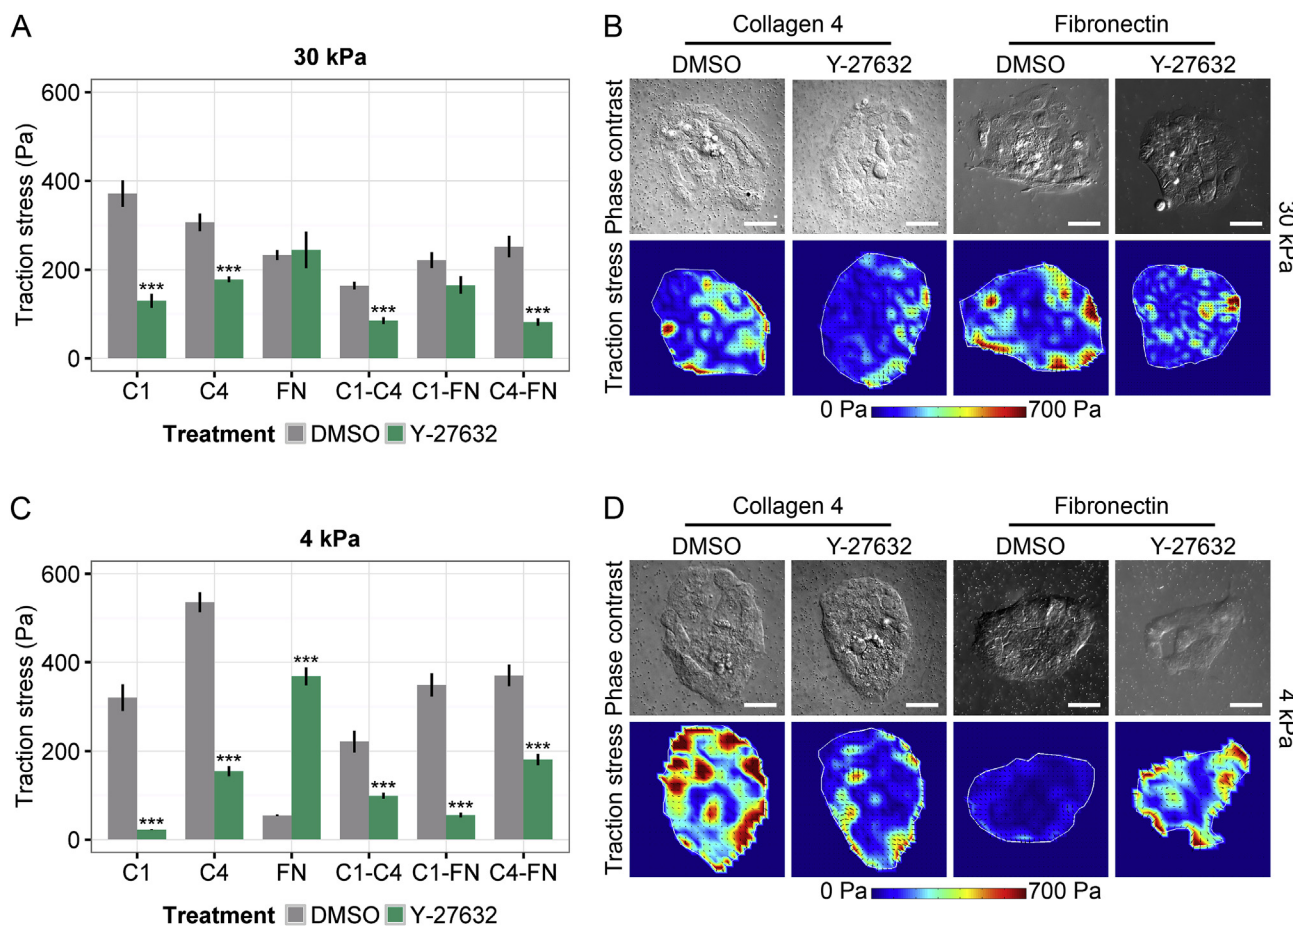 A
30 kPa
Traction stress (Pa)
600
400
200
0
***
***
***
***
C1 C4 FN C1-C4 C1-FN C4-FN
Treatment DMSO Y-27632
B
Collagen 4 Fibronectin
DMSO Y-27632 DMSO Y-27632
Phase contrast
Traction stress
30 kPa
0 Pa 700 Pa
C
4 kPa
Traction stress (Pa)
600
400
200
0
***
***
***
***
***
***
C1 C4 FN C1-C4 C1-FN C4-FN
Treatment DMSO Y-27632
D
Collagen 4 Fibronectin
DMSO Y-27632 DMSO Y-27632
Phase contrast
Traction stress
4 kPa
0 Pa 700 Pa